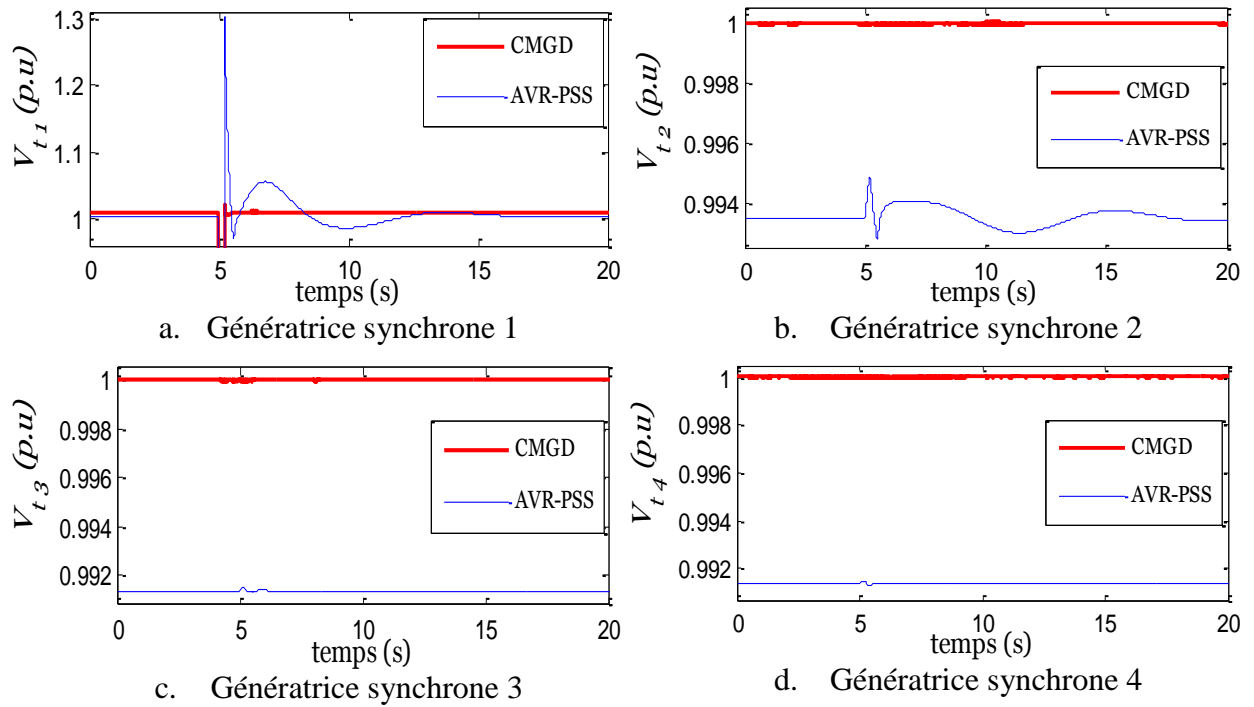 1.3
1.2
1.1
1
V t 1 (p.u)
CMGD
AVR-PSS
0 5 10 15 20
temps (s)
a. Génératrice synchrone 1
1
0.998
0.996
0.994
V t 2 (p.u)
CMGD
AVR-PSS
0 5 10 15 20
temps (s)
b. Génératrice synchrone 2
1
0.998
0.996
0.994
0.992
V t 3 (p.u)
CMGD
AVR-PSS
0 5 10 15 20
temps (s)
c. Génératrice synchrone 3
1
0.998
0.996
0.994
0.992
V t 4 (p.u)
CMGD
AVR-PSS
0 5 10 15 20
temps (s)
d. Génératrice synchrone 4